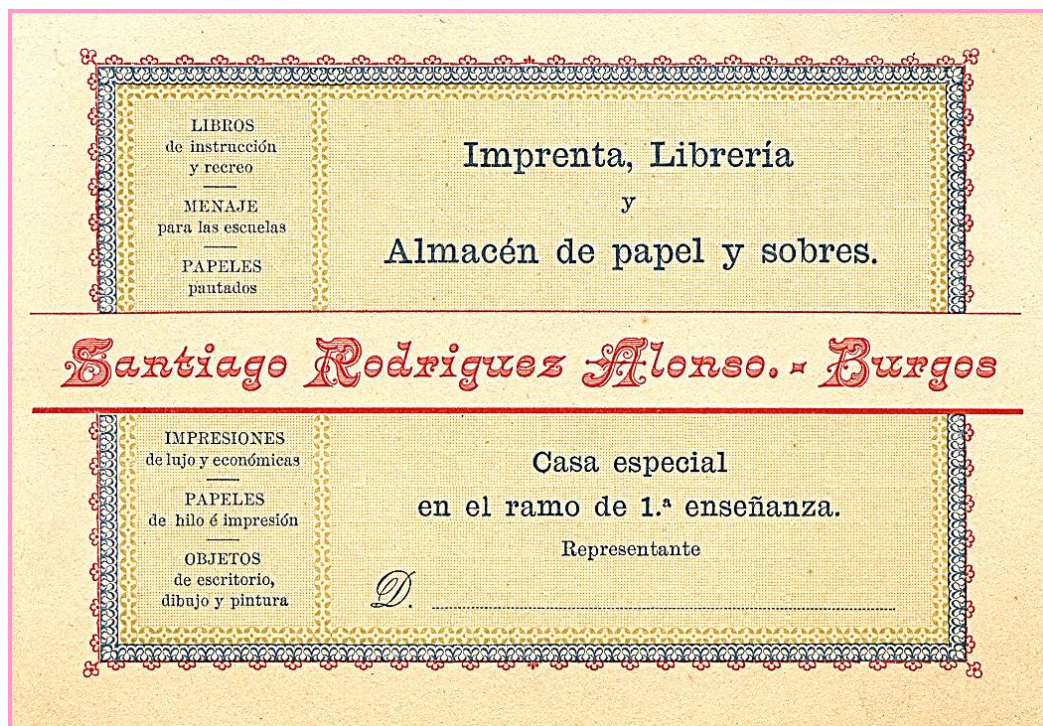 LIBROS
de instrucción
y recreo
MENAJE
para las escuelas
PAPELES
pautados
Imprenta, Librería
y
Almacén de papel y sobres.
Santiago Rodriguez Alonso. - Burgos
IMPRESIONES
de lujo y económicas
PAPELES
de hilo é impresión
OBJETOS
de escritorio,
dibujo y pintura
Casa especial
en el ramo de 1.ª enseñanza.
Representante
D.